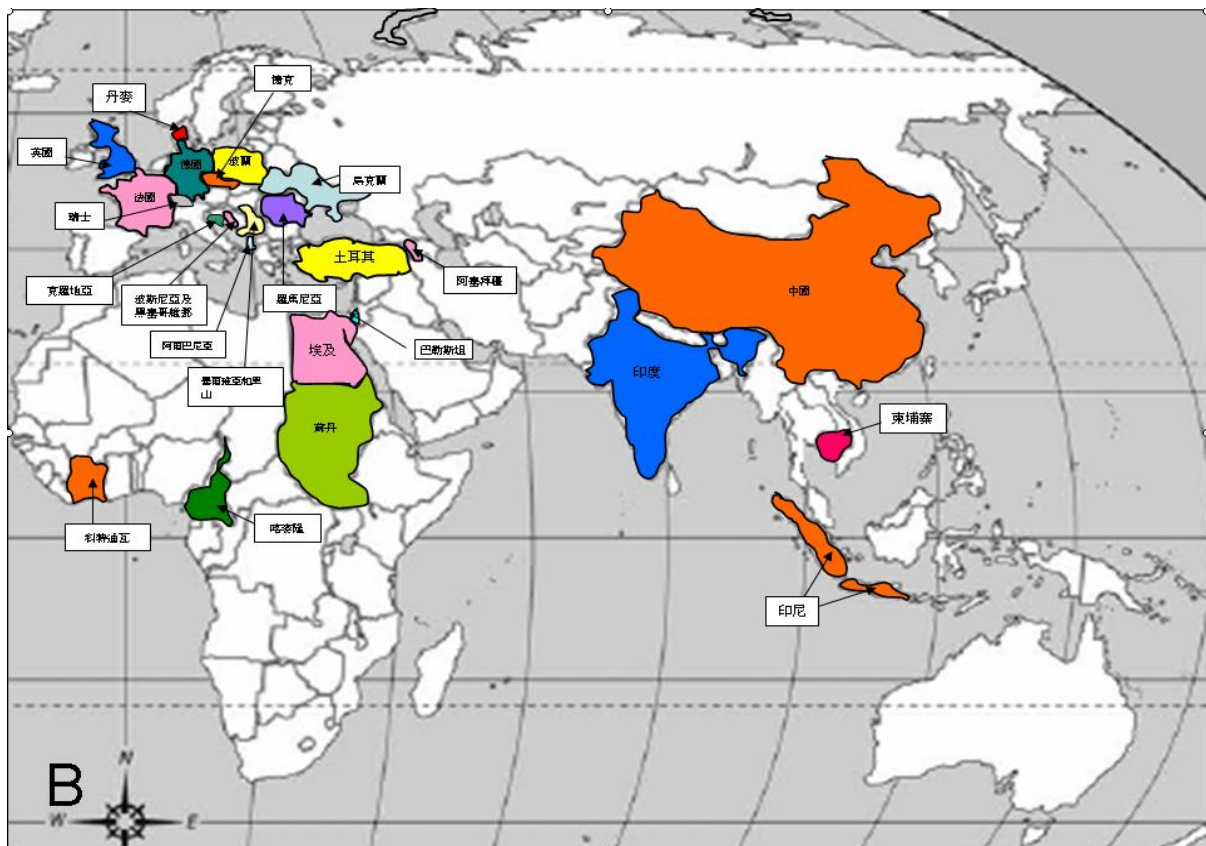 捷克
丹麥
英國
德國
波蘭
烏克蘭
法國
瑞士
土耳其
阿塞拜疆
中國
克羅地亞
波斯尼亞及
黑塞哥維那
羅馬尼亞
阿爾巴尼亞
埃及
巴勒斯坦
塞爾維亞和黑
山
印度
蘇丹
柬埔寨
科特迪瓦
喀麥隆
印尼
B
N
W
E